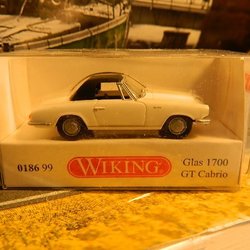 0186 99
WIKING
Glas 1700
GT Cabrio